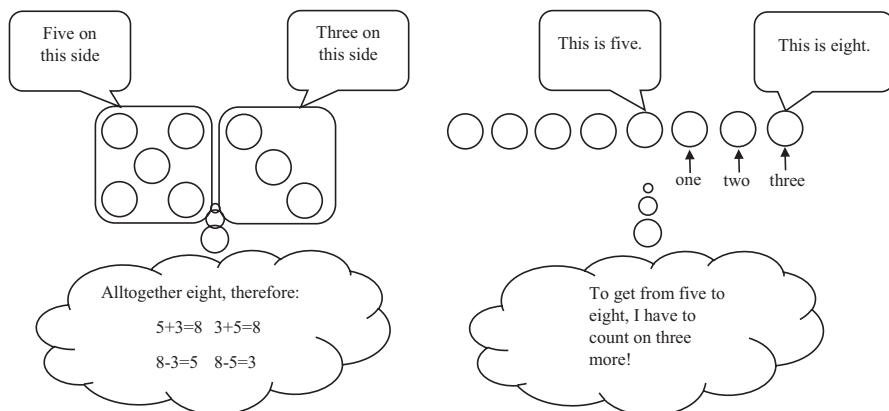 Five on
this side
Three on
this side
Alltogether eight, therefore:
5+3=8 3+5=8
8-3=5 8-5=3
This is five.
This is eight.
one two three
To get from five to
eight, I have to
count on three
more!